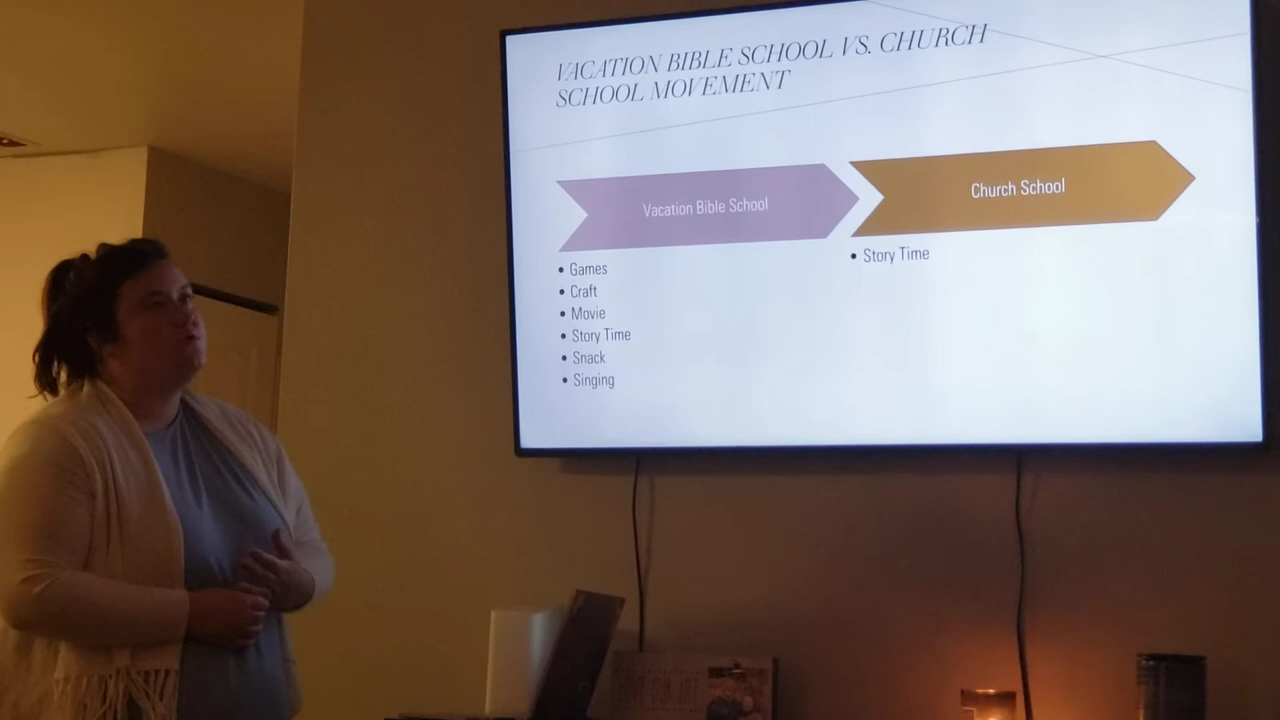 VACATION BIBLE SCHOOL VS. CHURCH
SCHOOL MOVEMENT
Vacation Bible School
• Games
• Craft
• Movie
• Story Time
• Snack
• Singing
Church School
• Story Time